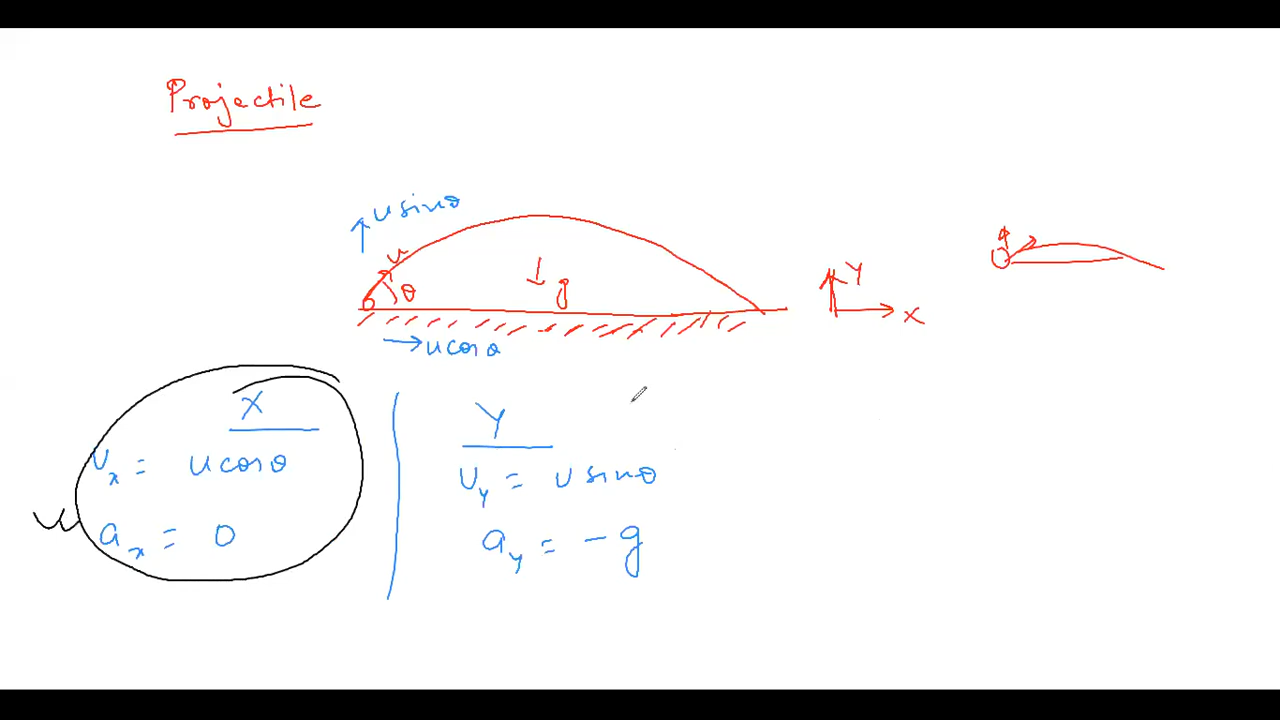 Projectile
u sinθ
u
θ
g
Y
X
u cosθ
X
Y
Ux = u cosθ
Uy = u sinθ
ax = 0
ay = -g